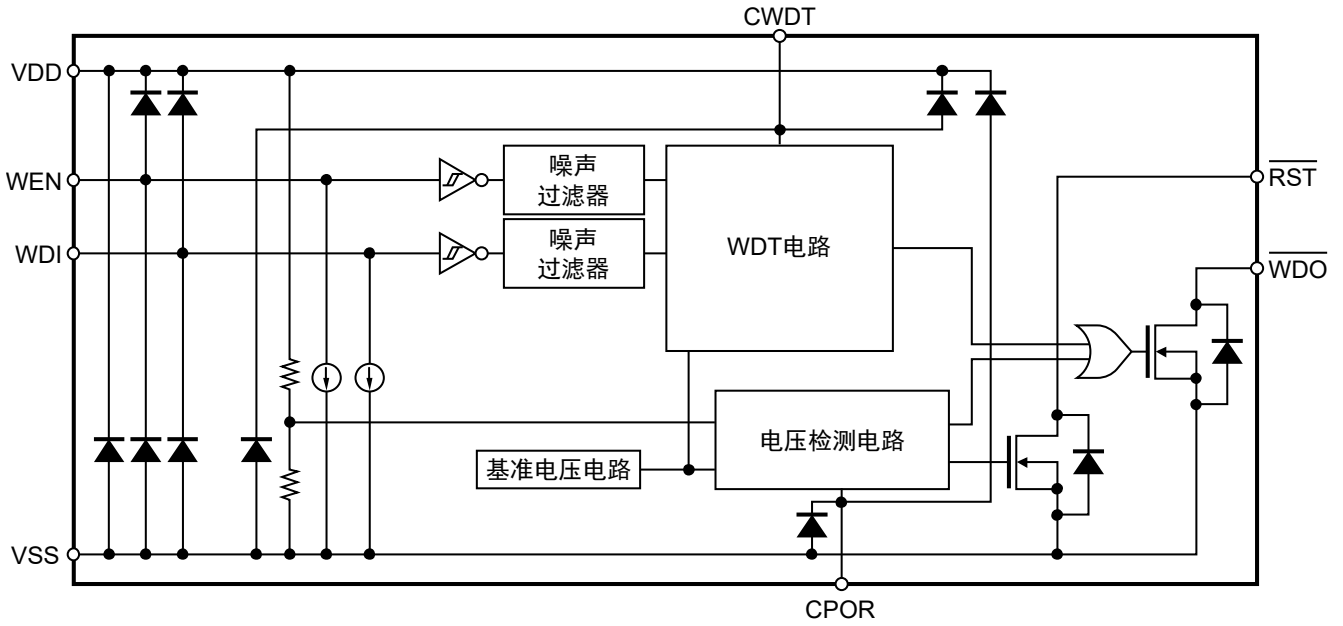 CWDT
VDD
WEN
噪声
过滤器
RST
WDI
噪声
过滤器
WDT电路
WDO
电压检测电路
基准电压电路
VSS
CPOR